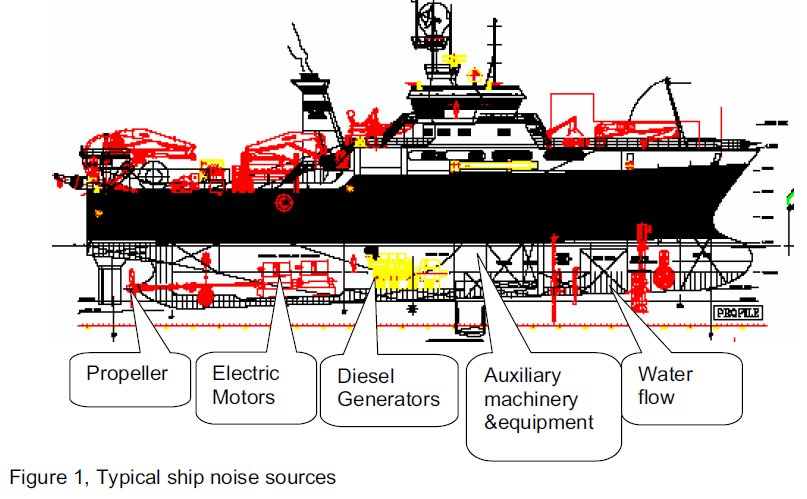 PROFILE
Propeller
Electric
Motors
Diesel
Generators
Auxiliary
machinery
&equipment
Water
flow
Figure 1, Typical ship noise sources